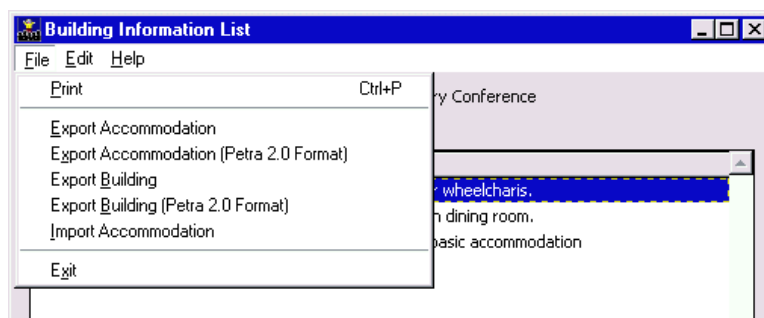 Building Information List
File Edit Help
Print Ctrl+P
ry Conference
Export Accommodation
Export Accommodation (Petra 2.0 Format)
Export Building
r wheelcharis.
Export Building (Petra 2.0 Format)
n dining room.
Import Accommodation
basic accommodation
Exit